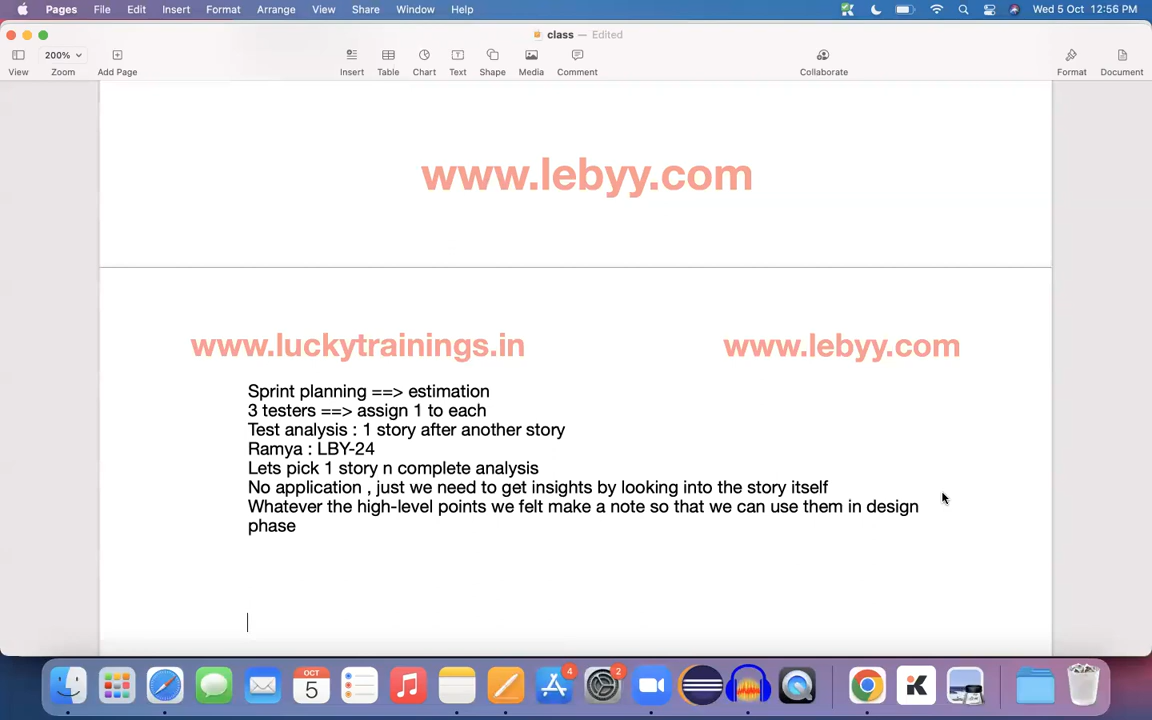 Pages File Edit Insert Format Arrange View Share Window Help Wed 5 Oct 12:56 PM
class — Edited
200%
View Zoom Add Page Insert Table Chart Text Shape Media Comment Collaborate Format Document
www.lebyy.com
www.luckytrainings.in www.lebyy.com
Sprint planning ==> estimation
3 testers ==> assign 1 to each
Test analysis : 1 story after another story
Ramya : LBY-24
Lets pick 1 story n complete analysis
No application , just we need to get insights by looking into the story itself
Whatever the high-level points we felt make a note so that we can use them in design
phase
OCT
5
4
2